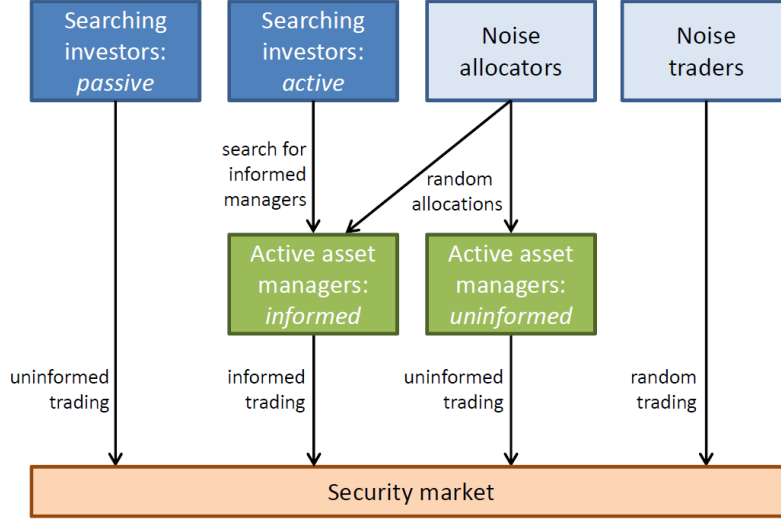 Searching
investors:
passive
Searching
investors:
active
Noise
allocators
Noise
traders
search for
informed
managers
random
allocations
Active asset
managers:
informed
Active asset
managers:
uninformed
uninformed
trading
informed
trading
uninformed
trading
random
trading
Security market